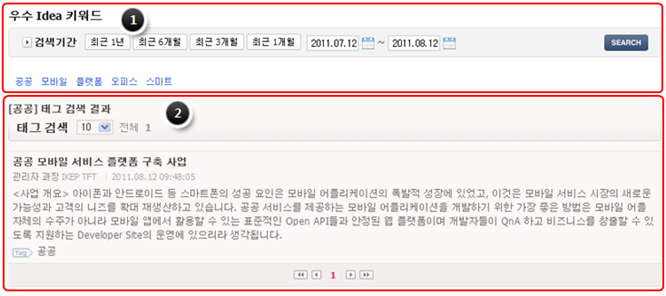 우수 Idea 키워드
1
검색기간 최근 1년 최근 6개월 최근 3개월 최근 1개월 2011.07.12 ~ 2011.08.12 SEARCH
공공 모바일 플랫폼 오피스 스마트
[공공] 태그 검색 결과
2
태그 검색 10 전체 1
공공 모바일 서비스 플랫폼 구축 사업
관리자 과장 IKEP TFT | 2011.08.12 09:48:05
<사업 개요> 아이폰과 안드로이드 등 스마트폰의 성공 요인은 모바일 어플리케이션의 폭발적 성장에 있었고, 이것은 모바일 서비스 시장의 새로운
가능성과 고객의 니즈를 확대 재생산하고 있습니다. 공공 서비스를 제공하는 모바일 어플리케이션을 개발하기 위한 가장 좋은 방법은 모바일 어플
자체의 수주가 아니라 모바일 앱에서 활용할 수 있는 표준적인 Open API들과 안정된 웹 플랫폼이며 개발자들이 QnA 하고 비즈니스를 창출할 수 있
도록 지원하는 Developer Site의 운영에 있으리라 생각됩니다.
Tag 공공
1